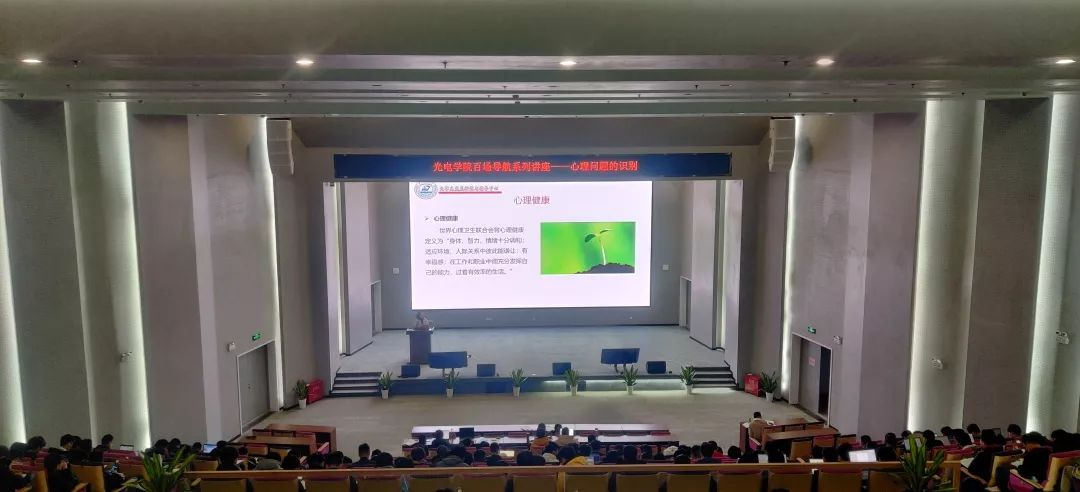 光电学院百场导航系列讲座——心理问题的识别
心理健康
➢ 心理健康
世界心理卫生联合会将心理健康
定义为“身体、智力、情绪十分调和；
适应环境、人际关系中彼此能谦让；有
幸福感；在工作和职业中能充分发挥自
己的能力，过着有效率的生活。”